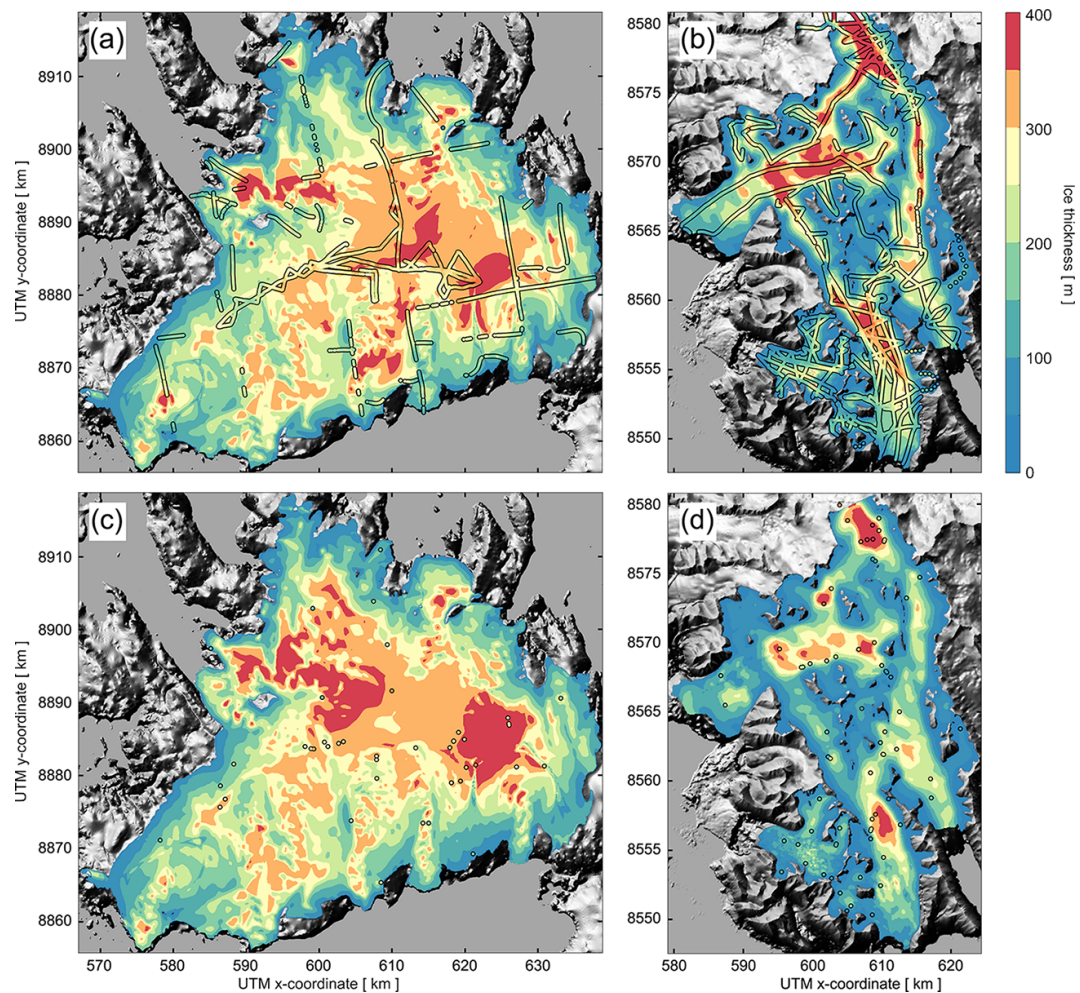 (a)
8910
8900
8890
8880
8870
8860
UTM y-coordinate [ km ]
(b)
8580
8575
8570
8565
8560
8555
8550
400
300
200
100
0
Ice thickness [ m ]
(c)
8910
8900
8890
8880
8870
8860
UTM y-coordinate [ km ]
570 580 590 600 610 620 630
UTM x-coordinate [ km ]
(d)
8580
8575
8570
8565
8560
8555
8550
580 590 600 610 620
UTM x-coordinate [ km ]